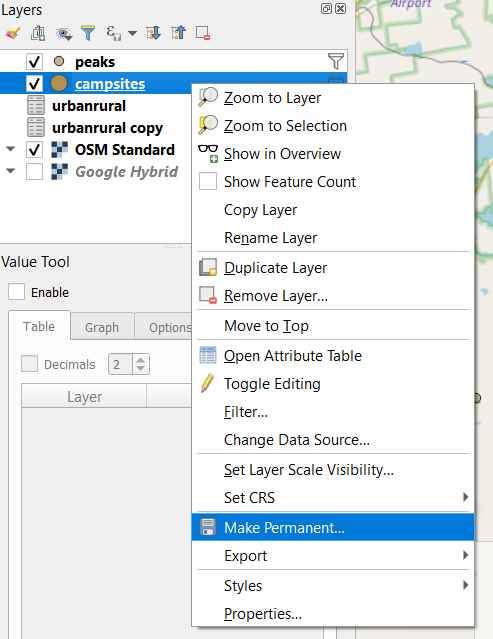 Layers
Airport
peaks
campsites
urbanrural
urbanrural copy
OSM Standard
Google Hybrid
Zoom to Layer
Zoom to Selection
Show in Overview
Show Feature Count
Copy Layer
Rename Layer
Duplicate Layer
Remove Layer...
Move to Top
Open Attribute Table
Toggle Editing
Filter...
Change Data Source...
Set Layer Scale Visibility...
Set CRS
Make Permanent...
Export
Styles
Properties...
Value Tool
Enable
Table
Graph
Options
Decimals
2
Layer